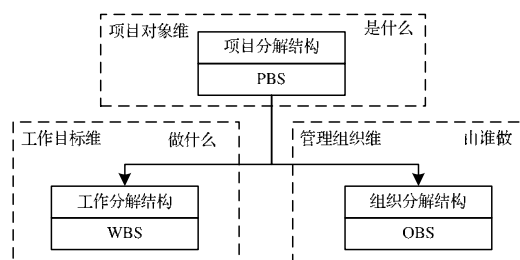 项目对象维
是什么
项目分解结构
PBS
工作目标维
做什么
管理组织维
山谁做
工作分解结构
WBS
组织分解结构
OBS